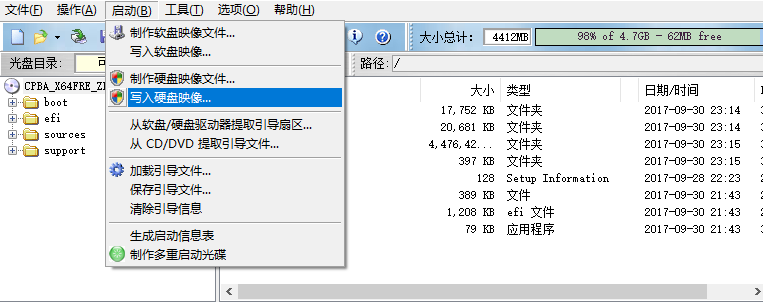 文件(F) 操作(A) 启动(B) 工具(T) 选项(O) 帮助(H)
大小总计: 4412MB 98% of 4.7GB - 62MB free
光盘目录: 路径: /
CPBA_X64FRE_Z
boot
efi
sources
support
制作软盘映像文件...
写入软盘映像...
制作硬盘映像文件...
写入硬盘映像...
从软盘/硬盘驱动器提取引导扇区...
从 CD/DVD 提取引导文件...
加载引导文件...
保存引导文件...
清除引导信息
生成启动信息表
制作多重启动光碟
大小 类型 日期/时间
17,752 KB 文件夹 2017-09-30 23:14
20,681 KB 文件夹 2017-09-30 23:14
4,476,42... 文件夹 2017-09-30 23:15
397 KB 文件夹 2017-09-30 23:15
128 Setup Information 2017-09-28 22:23
389 KB 文件 2017-09-30 21:43
1,208 KB efi 文件 2017-09-30 21:43
79 KB 应用程序 2017-09-30 21:43